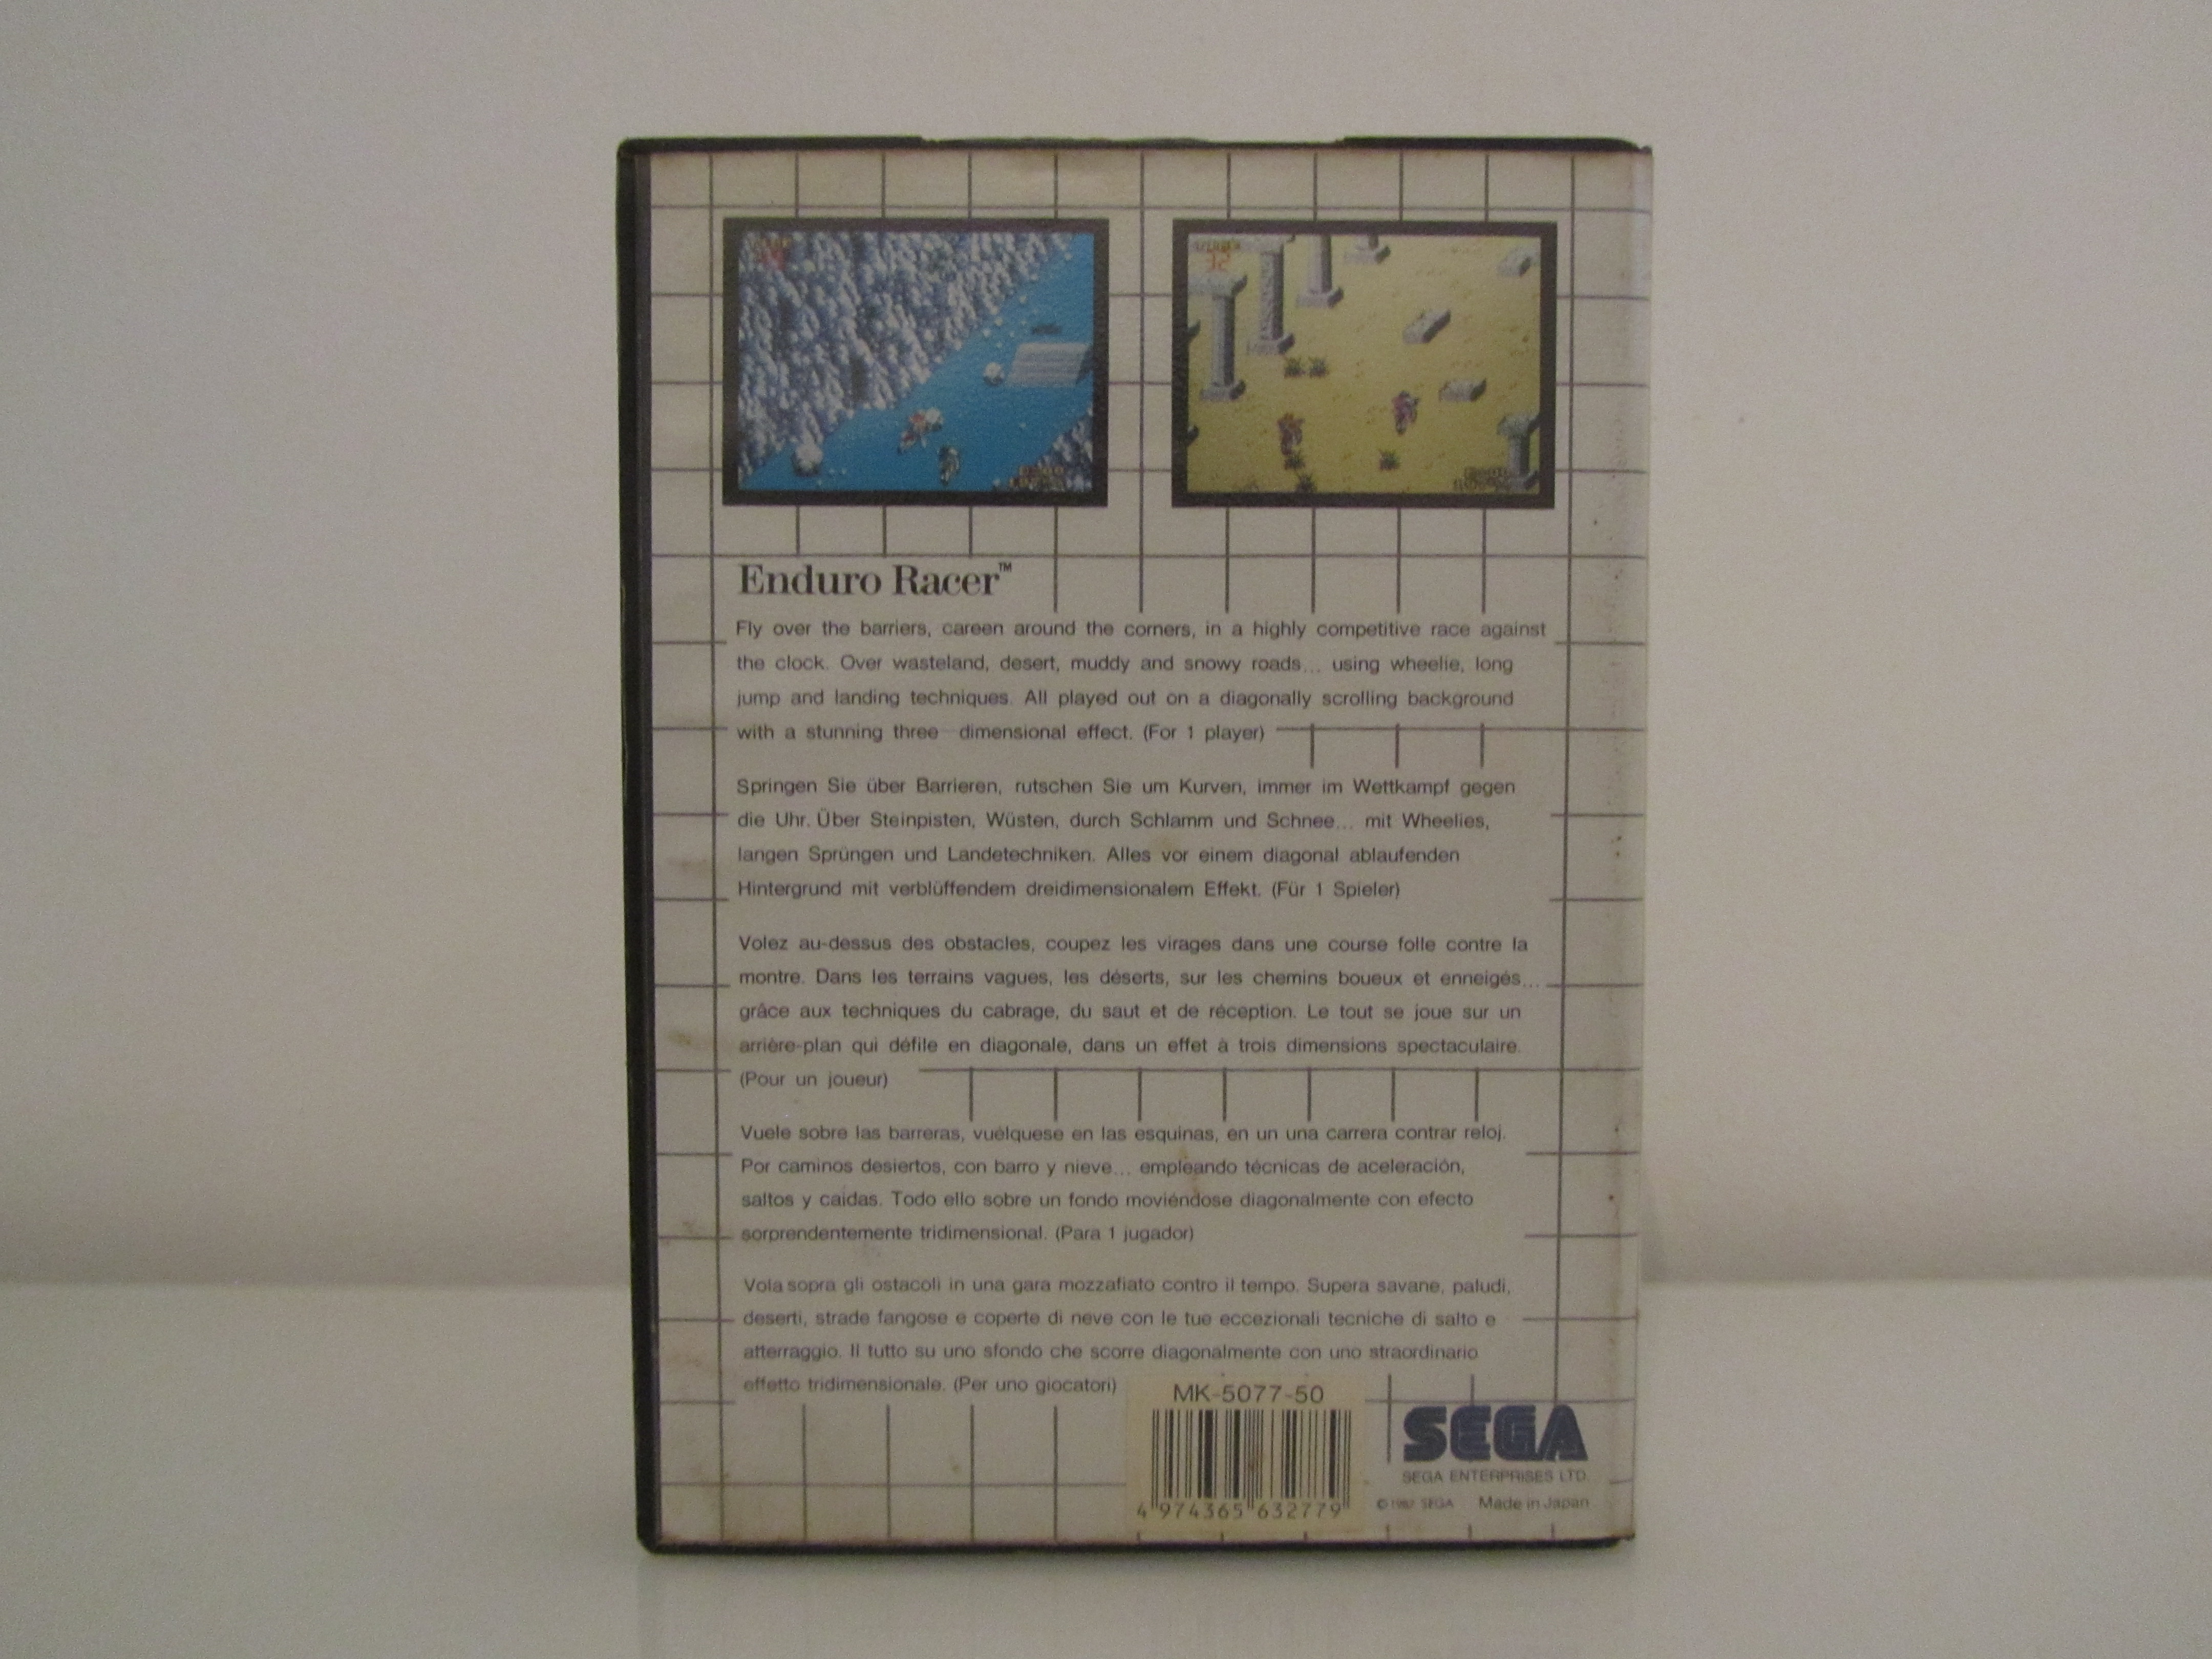 32
Enduro Racer™
Fly over the barriers, careen around the corners, in a highly competitive race against
the clock. Over wasteland, desert, muddy and snowy roads... using wheelie, long
jump and landing techniques. All played out on a diagonally scrolling background
with a stunning three dimensional effect. (For 1 player)
Springen Sie über Barrieren, rutschen Sie um Kurven, immer im Wettkampf gegen
die Uhr. Über Steinpisten, Wüsten, durch Schlamm und Schnee... mit Wheelies,
langen Sprüngen und Landetechniken. Alles vor einem diagonal ablaufenden
Hintergrund mit verblüffendem dreidimensionalem Effekt. (Für 1 Spieler)
Volez au-dessus des obstacles, coupez les virages dans une course folle contre la
montre. Dans les terrains vagues, les déserts, sur les chemins boueux et enneigés...
grâce aux techniques du cabrage, du saut et de réception. Le tout se joue sur un
arrière-plan qui défile en diagonale, dans un effet à trois dimensions spectaculaire.
(Pour un joueur)
Vuele sobre las barreras, vuélquese en las esquinas, en un una carrera contrar reloj.
Por caminos desiertos, con barro y nieve... empleando técnicas de aceleración,
saltos y caidas. Todo ello sobre un fondo moviéndose diagonalmente con efecto
sorprendentemente tridimensional. (Para 1 jugador)
Vola sopra gli ostacoli in una gara mozzafiato contro il tempo. Supera savane, paludi,
deserti, strade fangose e coperte di neve con le tue eccezionali tecniche di salto e
atterraggio. Il tutto su uno sfondo che scorre diagonalmente con uno straordinario
effetto tridimensionale. (Per uno giocatori)
MK-5077-50
4 974365 632779
SEGA
SEGA ENTERPRISES LTD.
©1987 SEGA Made in Japan